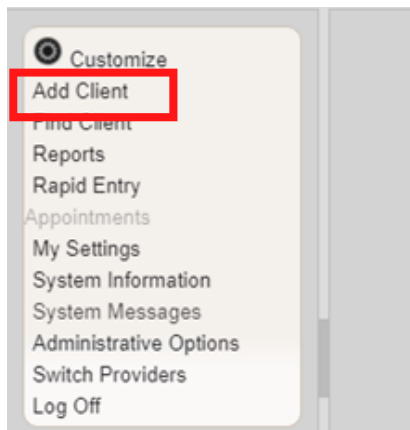 Customize
Add Client
Find Client
Reports
Rapid Entry
Appointments
My Settings
System Information
System Messages
Administrative Options
Switch Providers
Log Off